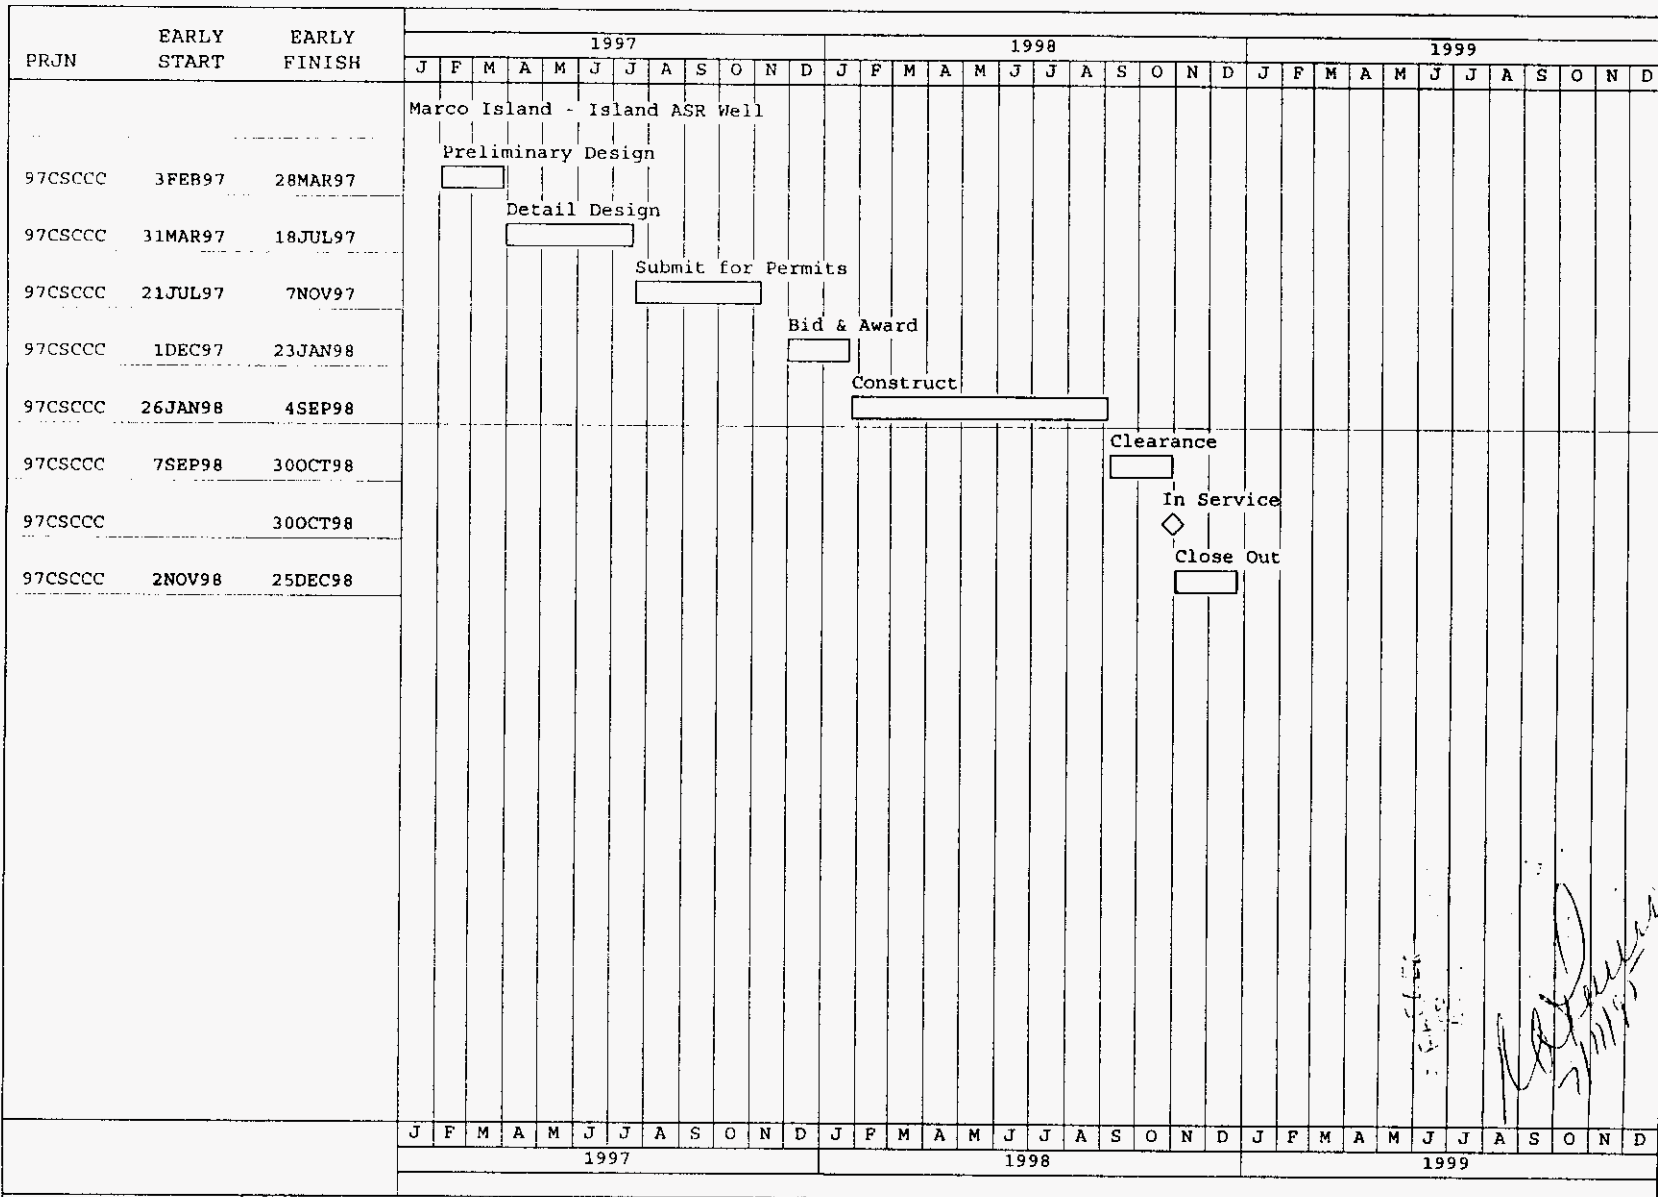 EARLY EARLY
PRJN START FINISH
1997 1998 1999
J F M A M J J A S O N D J F M A M J J A S O N D J F M A M J J A S O N D
Marco Island - Island ASR Well
Preliminary Design
97CSCCC 3FEB97 28MAR97
Detail Design
97CSCCC 31MAR97 18JUL97
Submit for Permits
97CSCCC 21JUL97 7NOV97
Bid & Award
97CSCCC 1DEC97 23JAN98
Construct
97CSCCC 26JAN98 4SEP98
Clearance
97CSCCC 7SEP98 30OCT98
In Service
97CSCCC 30OCT98
Close Out
97CSCCC 2NOV98 25DEC98
J F M A M J J A S O N D J F M A M J J A S O N D J F M A M J J A S O N D
1997 1998 1999